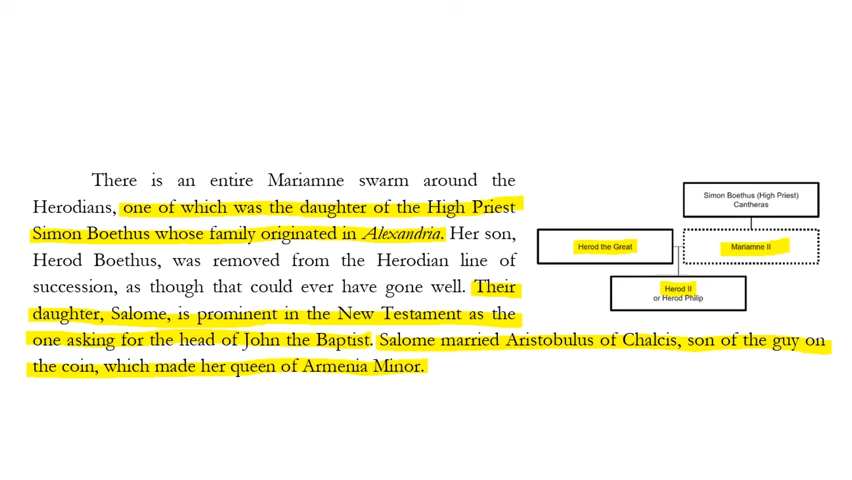 There is an entire Mariamne swarm around the
Herodians, one of which was the daughter of the High Priest
Simon Boethus whose family originated in Alexandria. Her son,
Herod Boethus, was removed from the Herodian line of
succession, as though that could ever have gone well. Their
daughter, Salome, is prominent in the New Testament as the
one asking for the head of John the Baptist. Salome married Aristobulus of Chalcis, son of the guy on
the coin, which made her queen of Armenia Minor.
Simon Boethus (High Priest)
Cantheras
Herod the Great
Mariamne II
Herod II
or Herod Philip